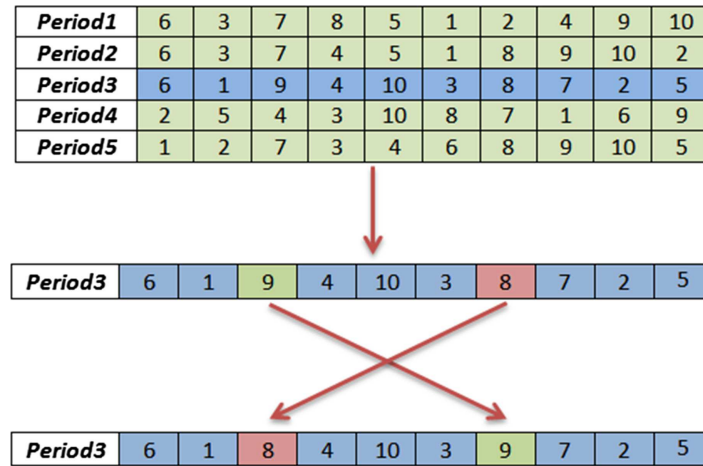 Period1 6 3 7 8 5 1 2 4 9 10
Period2 6 3 7 4 5 1 8 9 10 2
Period3 6 1 9 4 10 3 8 7 2 5
Period4 2 5 4 3 10 8 7 1 6 9
Period5 1 2 7 3 4 6 8 9 10 5
Period3 6 1 9 4 10 3 8 7 2 5
Period3 6 1 8 4 10 3 9 7 2 5